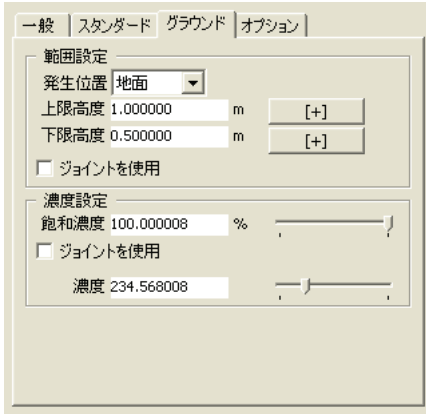 一般 スタンダード グラウンド オプション
範囲設定
発生位置 地面
上限高度 1.000000 m [+]
下限高度 0.500000 m [+]
ジョイントを使用
濃度設定
飽和濃度 100.000008 %
ジョイントを使用
濃度 234.568008